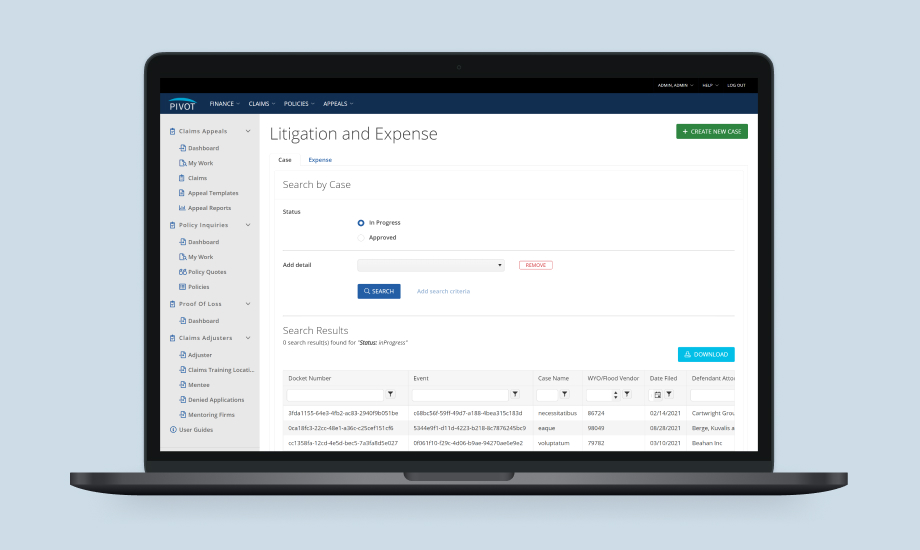 ADMIN, ADMIN HELP LOG OUT
PIVOT FINANCE CLAIMS POLICIES APPEALS
Claims Appeals
Dashboard
My Work
Claims
Appeal Templates
Appeal Reports
Policy Inquiries
Dashboard
My Work
Policy Quotes
Policies
Proof Of Loss
Dashboard
Claims Adjusters
Adjuster
Claims Training Locati...
Mentee
Denied Applications
Mentoring Firms
User Guides
Litigation and Expense
+ CREATE NEW CASE
Case Expense
Search by Case
Status
In Progress
Approved
Add detail REMOVE
SEARCH Add search criteria
Search Results
0 search result(s) found for "Status: inProgress"
DOWNLOAD
Docket Number Event Case Name WYO/Flood Vendor Date Filed Defendant Atto
3fda1155-64e3-4fb2-ac83-2940f9b051be c68bc56f-59ff-49d7-a188-4bea315c183d necessitatibus 86724 02/14/2021 Cartwright Grou
0ca18fc3-22cc-48e1-a36c-c25cef151cf6 5344e9f1-d11d-4223-b218-8c7876245bc9 eaque 98049 08/28/2021 Berge, Kuvalis a
cc1358fa-12cd-4e5d-bec5-7a3fa8d5e027 0f061f10-f29c-4d06-b9ae-94270ae6e9e2 voluptatum 79782 03/10/2021 Beahan Inc